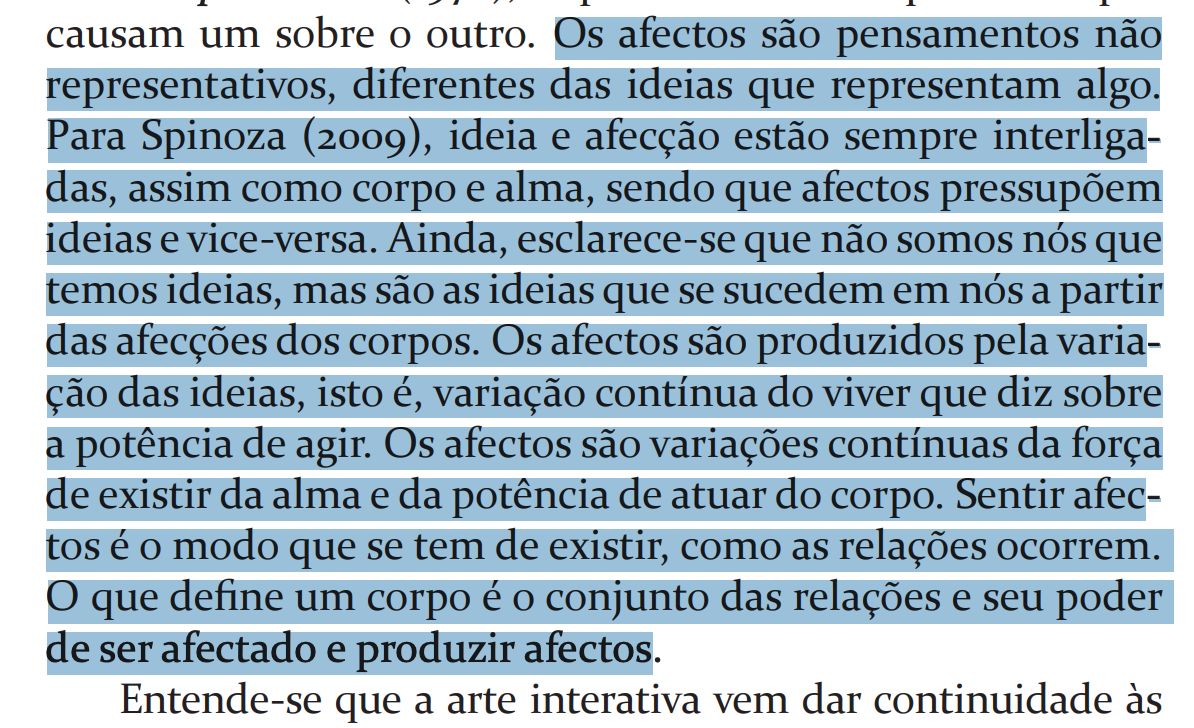 causam um sobre o outro. Os afectos são pensamentos não
representativos, diferentes das ideias que representam algo.
Para Spinoza (2009), ideia e afecção estão sempre interliga-
das, assim como corpo e alma, sendo que afectos pressupõem
ideias e vice-versa. Ainda, esclarece-se que não somos nós que
temos ideias, mas são as ideias que se sucedem em nós a partir
das afecções dos corpos. Os afectos são produzidos pela varia-
ção das ideias, isto é, variação contínua do viver que diz sobre
a potência de agir. Os afectos são variações contínuas da força
de existir da alma e da potência de atuar do corpo. Sentir afec-
tos é o modo que se tem de existir, como as relações ocorrem.
O que define um corpo é o conjunto das relações e seu poder
de ser afectado e produzir afectos.
Entende-se que a arte interativa vem dar continuidade às